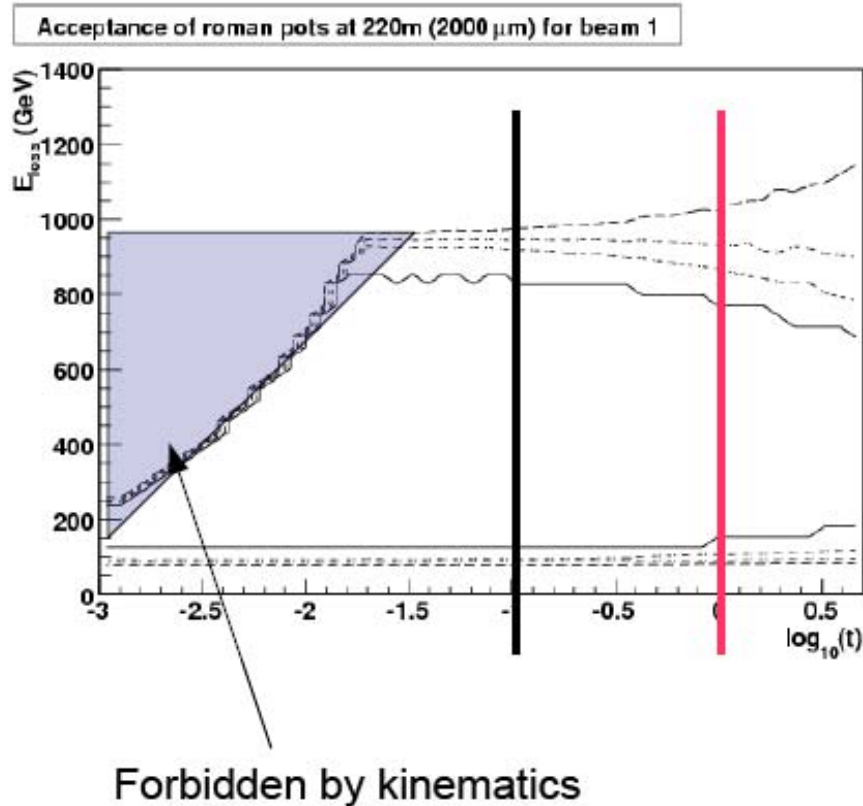 Acceptance of roman pots at 220m (2000 μm) for beam 1
E_loss (GeV)
1400
1200
1000
800
600
400
200
0
-3 -2.5 -2 -1.5 -1 -0.5 0 0.5
log₁₀(t)
Forbidden by kinematics